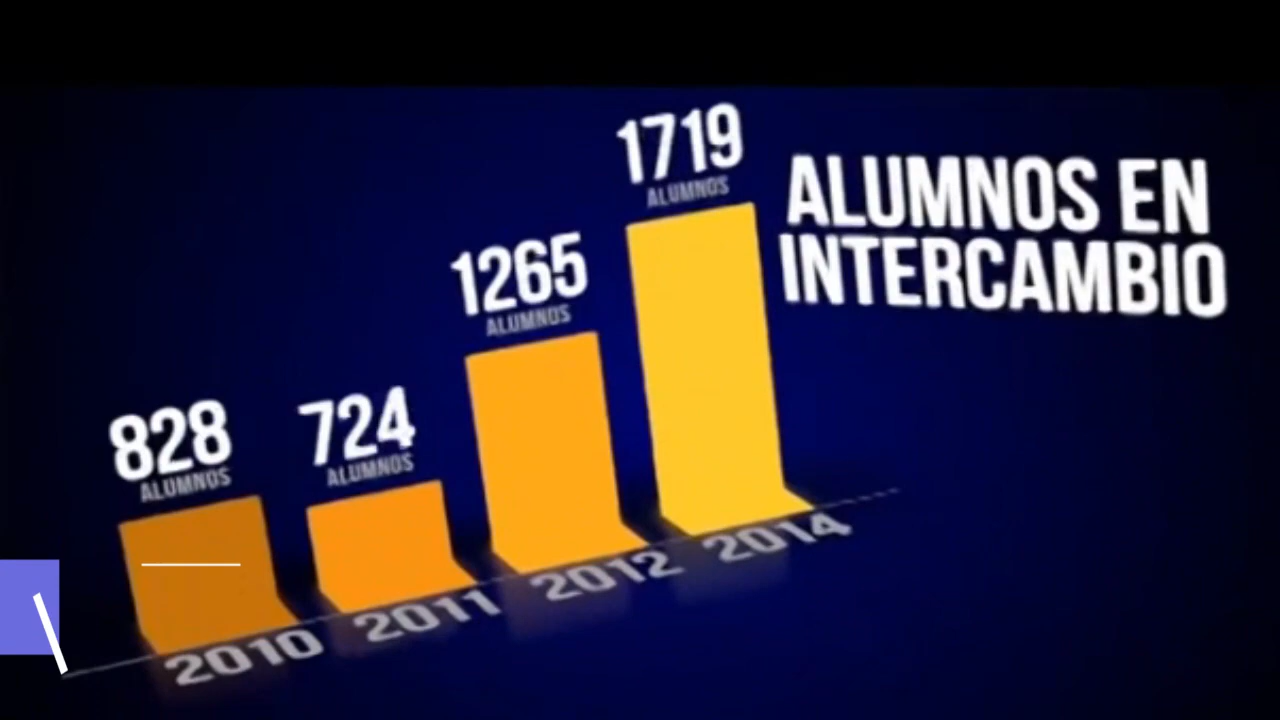 1719
ALUMNOS
ALUMNOS EN
INTERCAMBIO
1265
ALUMNOS
828
ALUMNOS
724
ALUMNOS
2010 2011 2012 2014